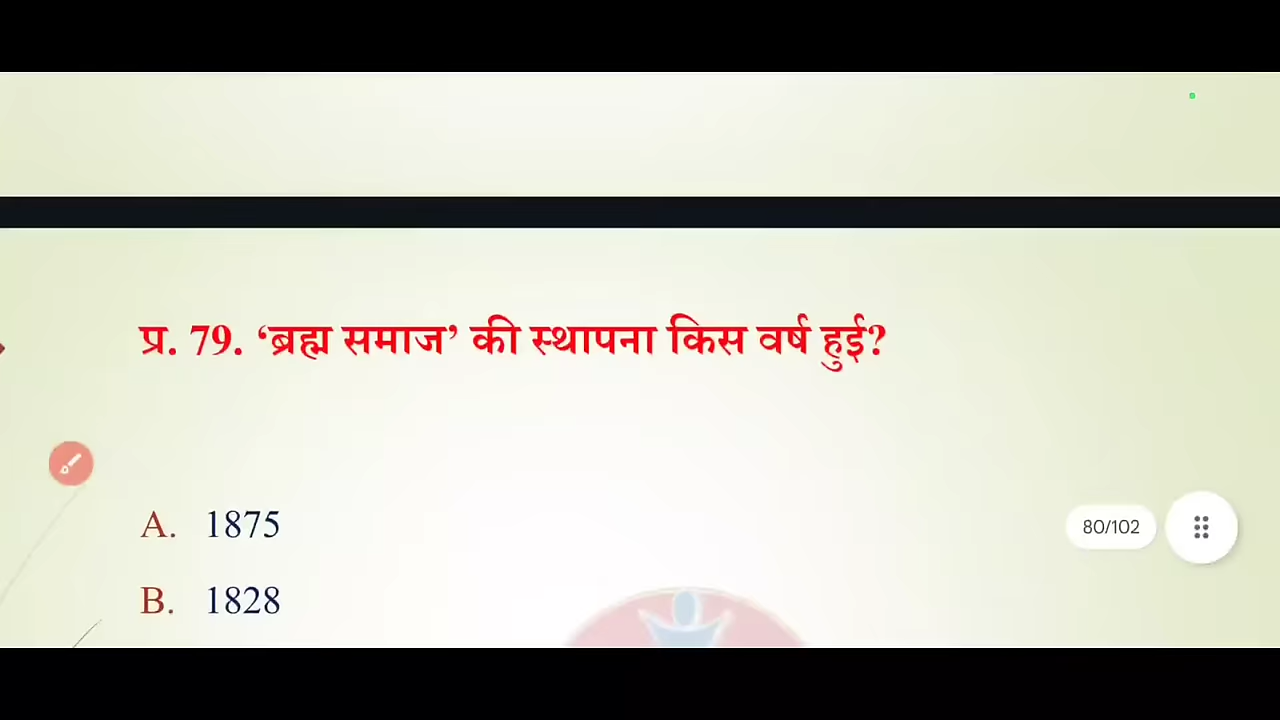 प्र. 79. ‘ब्रह्म समाज’ की स्थापना किस वर्ष हुई?
A. 1875
80/102
B. 1828